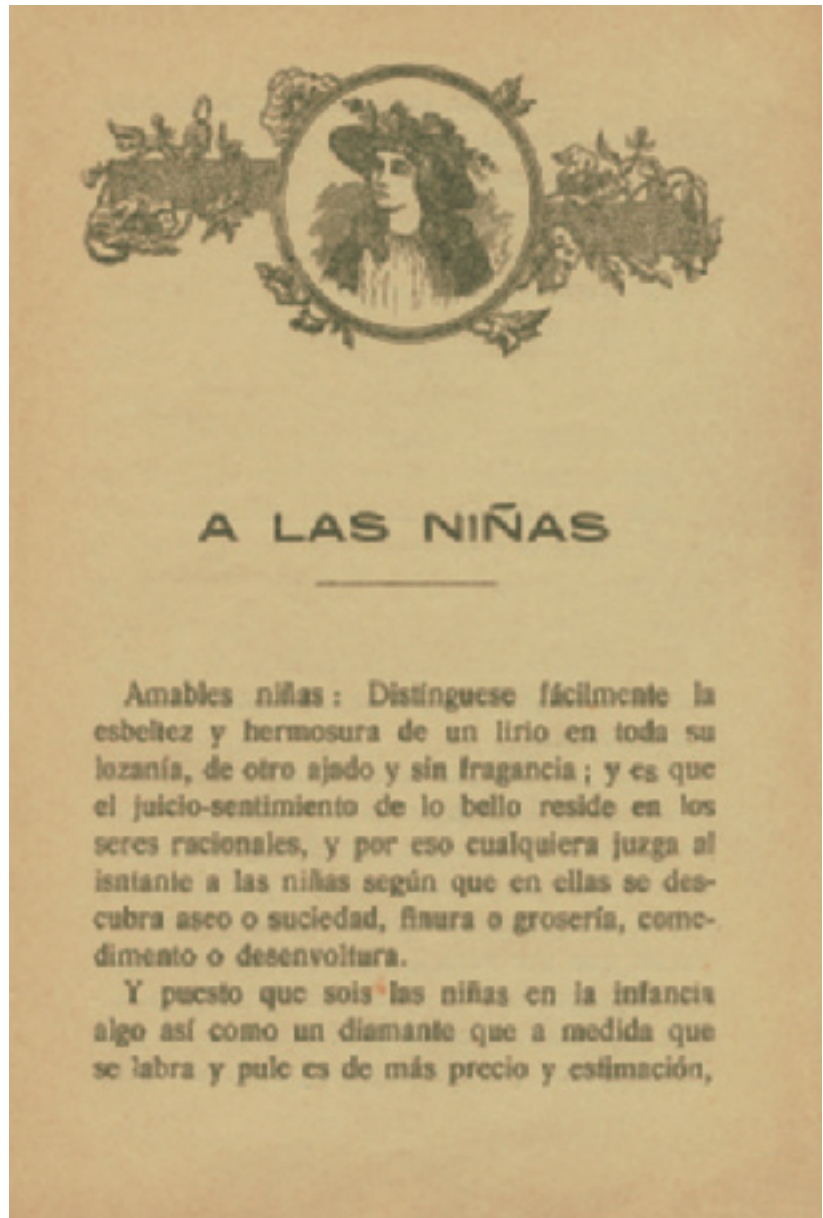 A LAS NIÑAS
Amables niñas: Distínguese fácilmente la
esbeltez y hermosura de un lirio en toda su
lozanía, de otro ajado y sin fragancia; y es que
el juicio-sentimiento de lo bello reside en los
seres racionales, y por eso cualquiera juzga al
isntante a las niñas según que en ellas se des-
cubra aseo o suciedad, finura o grosería, come-
dimento o desenvoltura.
Y puesto que sois las niñas en la infancia
algo así como un diamante que a medida que
se labra y pule es de más precio y estimación,